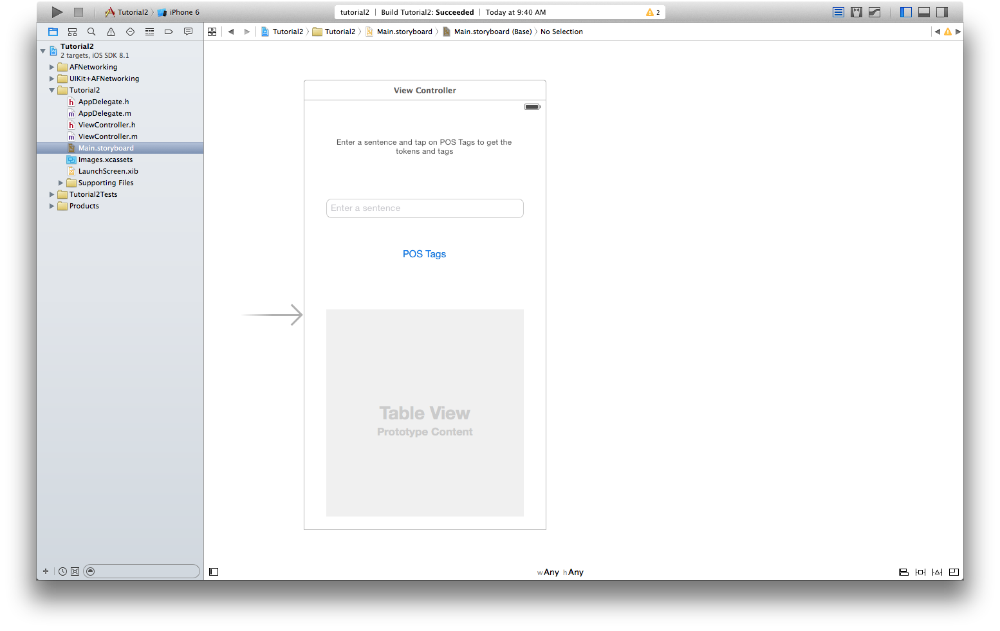 Tutorial2 iPhone 6
tutorial2 Build Tutorial2: Succeeded Today at 9:40 AM 2
Tutorial2 Tutorial2 Main.storyboard Main.storyboard (Base) No Selection
Tutorial2
2 targets, iOS SDK 8.1
AFNetworking
UIKit+AFNetworking
Tutorial2
h AppDelegate.h
m AppDelegate.m
h ViewController.h
m ViewController.m
Main.storyboard
Images.xcassets
LaunchScreen.xib
Supporting Files
Tutorial2Tests
Products
View Controller
Enter a sentence and tap on POS Tags to get the
tokens and tags
Enter a sentence
POS Tags
Table View
Prototype Content
wAny hAny